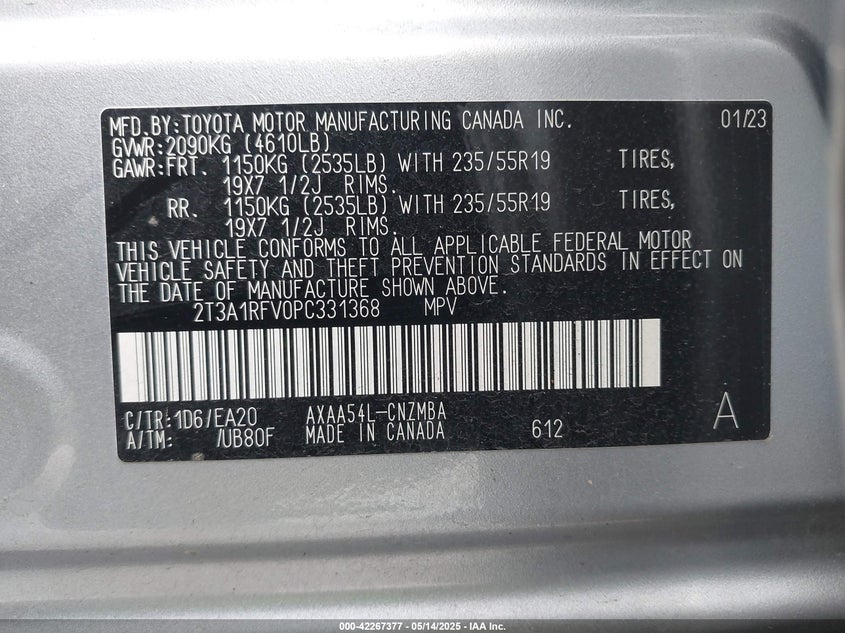 MFD.BY:TOYOTA MOTOR MANUFACTURING CANADA INC. 01/23
GVWR:2090KG (4610LB)
GAWR:FRT. 1150KG (2535LB) WITH 235/55R19 TIRES,
19X7 1/2J RIMS.
RR. 1150KG (2535LB) WITH 235/55R19 TIRES,
19X7 1/2J RIMS.
THIS VEHICLE CONFORMS TO ALL APPLICABLE FEDERAL MOTOR
VEHICLE SAFETY AND THEFT PREVENTION STANDARDS IN EFFECT ON
THE DATE OF MANUFACTURE SHOWN ABOVE.
2T3A1RFV0PC331368 MPV
C/TR:1D6/EA20 AXAA54L-CNZMBA A
A/TM: /UB80F MADE IN CANADA 612
000-42267377 - 05/14/2025 - IAA Inc.